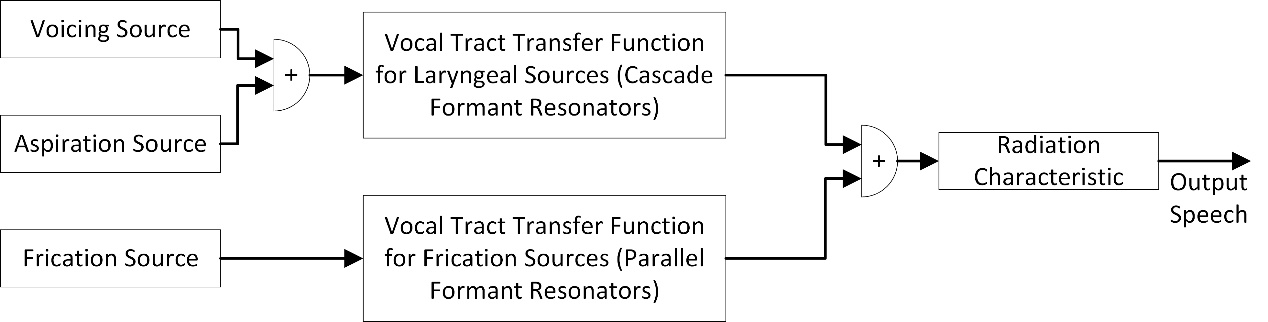 Voicing Source
Aspiration Source
+
Vocal Tract Transfer Function
for Laryngeal Sources (Cascade
Formant Resonators)
Frication Source
Vocal Tract Transfer Function
for Frication Sources (Parallel
Formant Resonators)
+
Radiation
Characteristic
Output
Speech